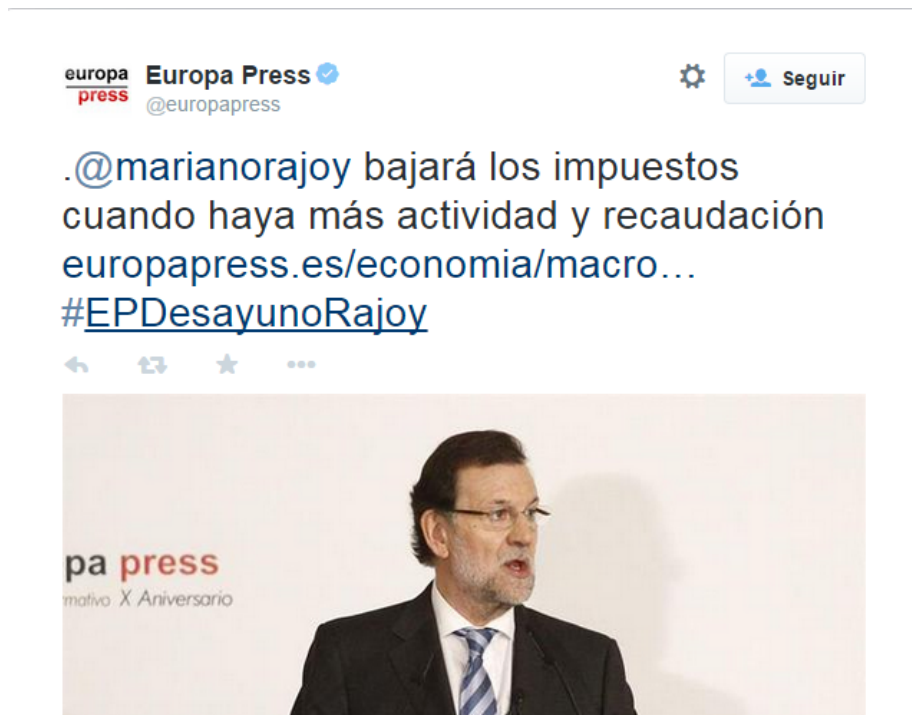 europa
press
Europa Press
@europapress
Seguir
.@marianorajoy bajará los impuestos
cuando haya más actividad y recaudación
europapress.es/economia/macro...
#EPDesayunoRajoy
pa press
mativo X Aniversario